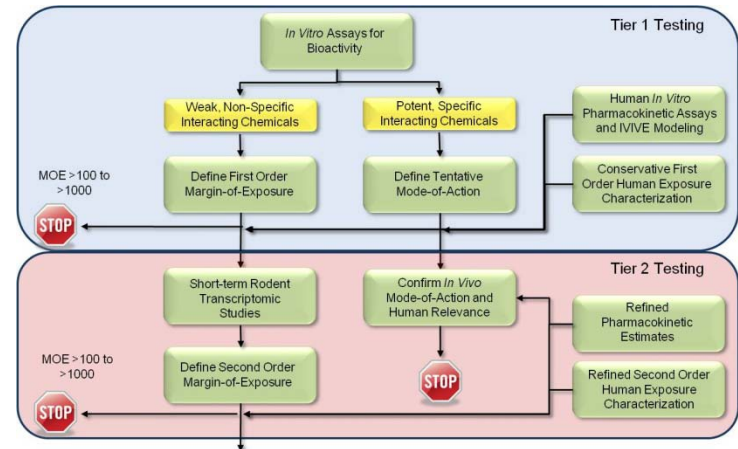 Tier 1 Testing
In Vitro Assays for
Bioactivity
Weak, Non-Specific
Interacting Chemicals
Potent, Specific
Interacting Chemicals
Human In Vitro
Pharmacokinetic Assays
and IVIVE Modeling
MOE >100 to
>1000
Define First Order
Margin-of-Exposure
Define Tentative
Mode-of-Action
Conservative First
Order Human Exposure
Characterization
STOP
Tier 2 Testing
Short-term Rodent
Transcriptomic
Studies
Confirm In Vivo
Mode-of-Action and
Human Relevance
Refined
Pharmacokinetic
Estimates
MOE >100 to
>1000
Define Second Order
Margin-of-Exposure
STOP
Refined Second Order
Human Exposure
Characterization
STOP